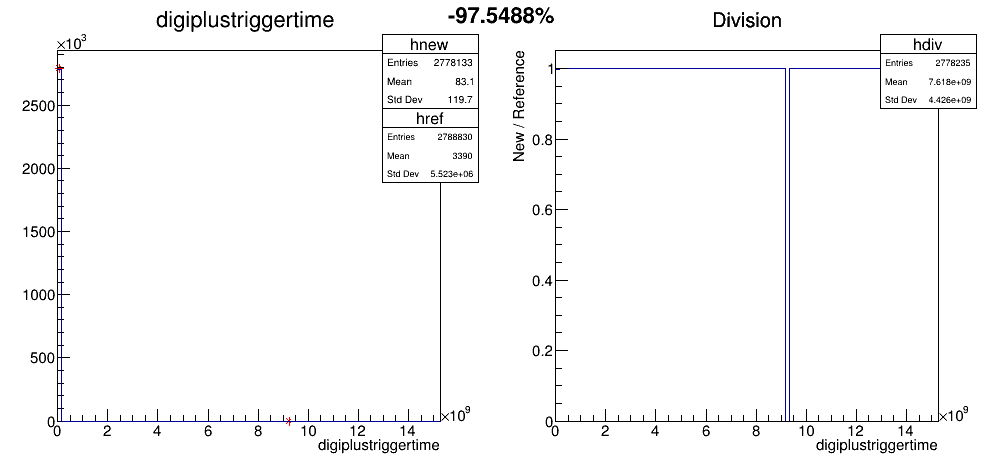 -97.5488%
digiplustriggertime
×10³
hnew
Entries 2778133
Mean 83.1
Std Dev 119.7
href
Entries 2788830
Mean 3390
Std Dev 5.523e+06
2500
2000
1500
1000
500
0
0 2 4 6 8 10 12 14
×10⁹
digiplustriggertime
Division
New / Reference
hdiv
Entries 2778235
Mean 7.618e+09
Std Dev 4.426e+09
1
0.8
0.6
0.4
0.2
0
0 2 4 6 8 10 12 14
×10⁹
digiplustriggertime